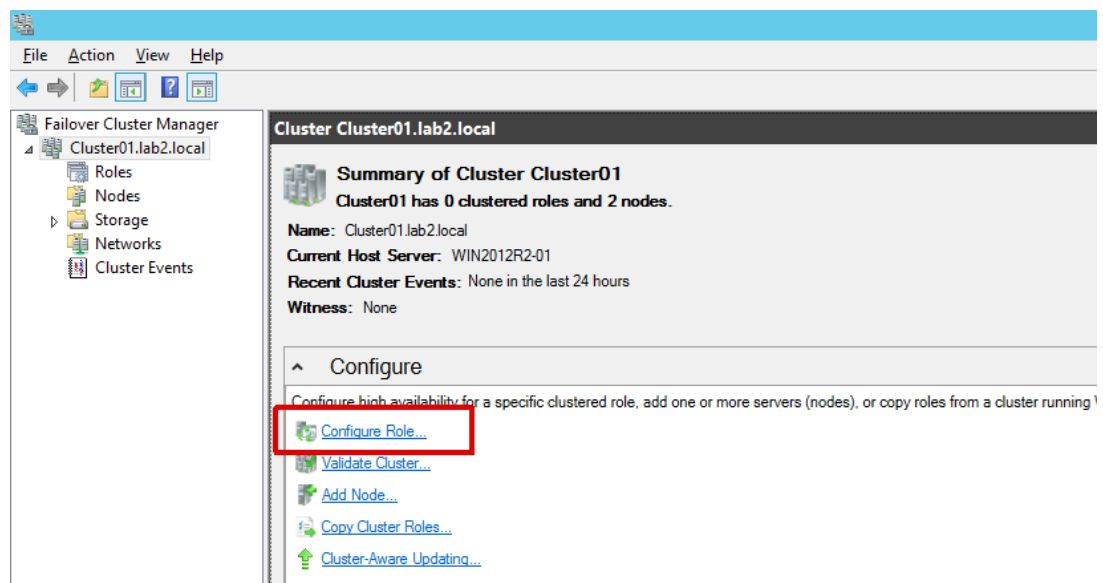 File Action View Help
Failover Cluster Manager
Cluster01.lab2.local
Roles
Nodes
Storage
Networks
Cluster Events
Cluster Cluster01.lab2.local
Summary of Cluster Cluster01
Cluster01 has 0 clustered roles and 2 nodes.
Name: Cluster01.lab2.local
Current Host Server: WIN2012R2-01
Recent Cluster Events: None in the last 24 hours
Witness: None
Configure
Configure high availability for a specific clustered role, add one or more servers (nodes), or copy roles from a cluster running
Configure Role...
Validate Cluster...
Add Node...
Copy Cluster Roles...
Cluster-Aware Updating...